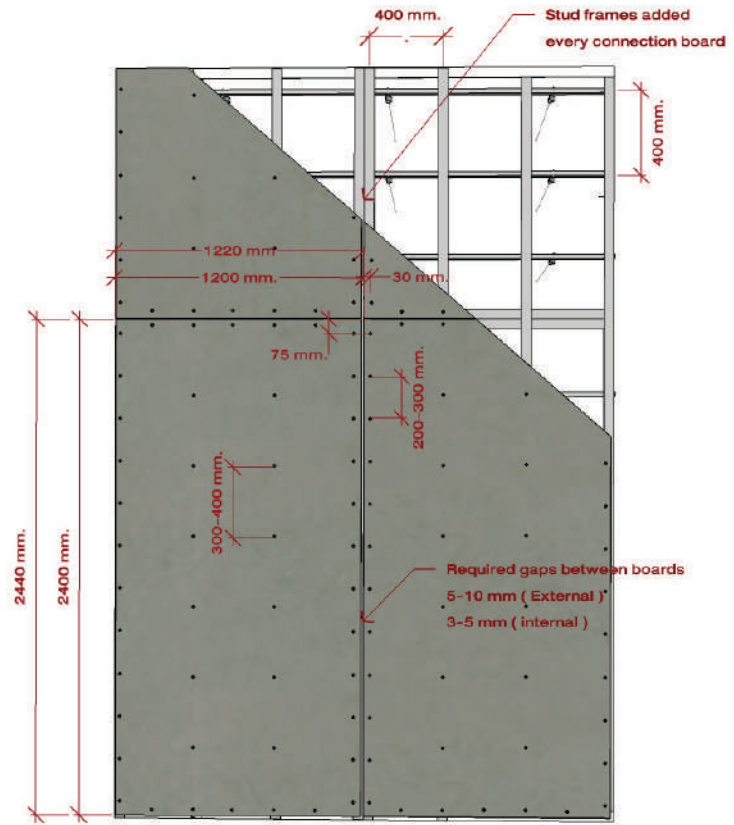 400 mm.
Stud frames added
every connection board
400 mm.
1220 mm
1200 mm.
30 mm.
75 mm.
200-300 mm.
300-400 mm.
2440 mm.
2400 mm.
Required gaps between boards
5-10 mm ( External )
3-5 mm ( internal )